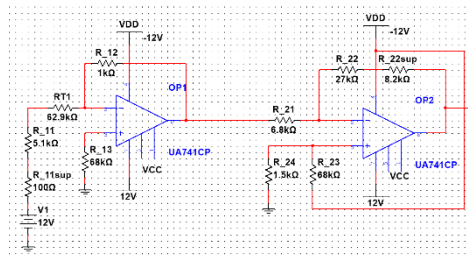 VDD
-12V
R_12
1kΩ
OP1
RT1
62.9kΩ
R_11
5.1kΩ
R_13
68kΩ
UA741CP
VCC
R_11sup
100Ω
12V
V1
12V
VDD
-12V
R_22
27kΩ
R_22sup
8.2kΩ
OP2
R_21
6.8kΩ
UA741CP
R_24
1.5kΩ
R_23
68kΩ
VCC
12V